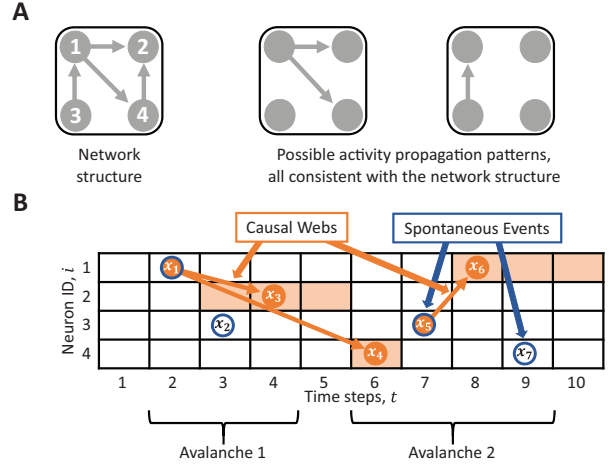 A
1 2
3 4
Network
structure
Possible activity propagation patterns,
all consistent with the network structure
B
Causal Webs
Spontaneous Events
Neuron ID, i
1
2
3
4
x₁
x₆
x₃
x₂
x₅
x₄
x₇
1 2 3 4 5 6 7 8 9 10
Time steps, t
Avalanche 1
Avalanche 2